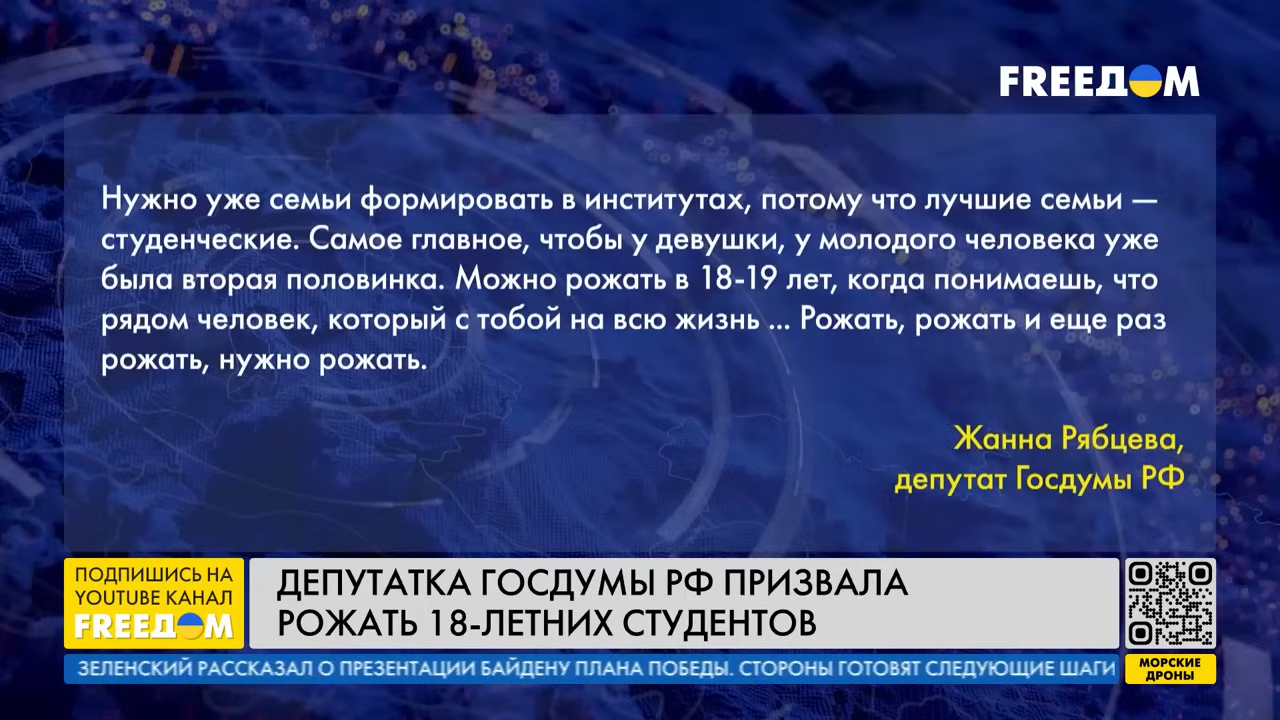 FREEДОM
Нужно уже семьи формировать в институтах, потому что лучшие семьи —
студенческие. Самое главное, чтобы у девушки, у молодого человека уже
была вторая половинка. Можно рожать в 18-19 лет, когда понимаешь, что
рядом человек, который с тобой на всю жизнь ... Рожать, рожать и еще раз
рожать, нужно рожать.
Жанна Рябцева,
депутат Госдумы РФ
ПОДПИШИСЬ НА
YOUTUBE КАНАЛ
FREEДОM
ДЕПУТАТКА ГОСДУМЫ РФ ПРИЗВАЛА
РОЖАТЬ 18-ЛЕТНИХ СТУДЕНТОВ
ЗЕЛЕНСКИЙ РАССКАЗАЛ О ПРЕЗЕНТАЦИИ БАЙДЕНУ ПЛАНА ПОБЕДЫ. СТОРОНЫ ГОТОВЯТ СЛЕДУЮЩИЕ ШАГИ
МОРСКИЕ
ДРОНЫ